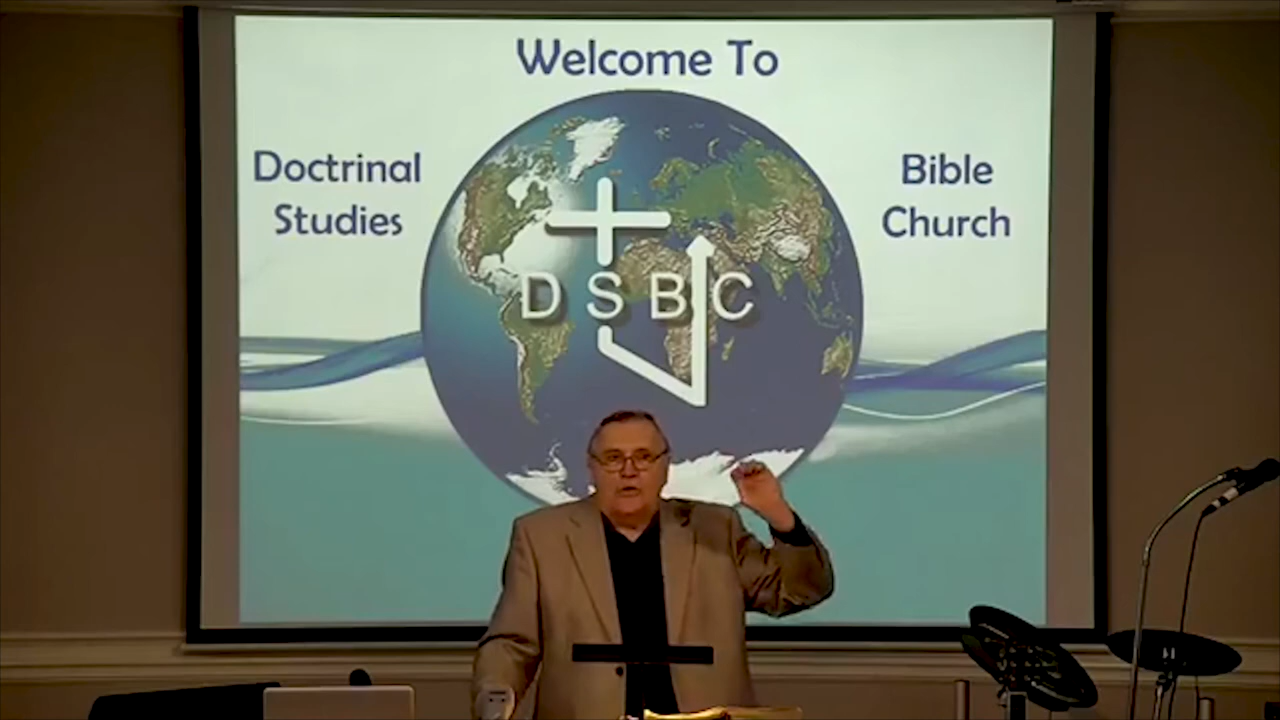 Welcome To
Doctrinal
Studies
Bible
Church
DSBC